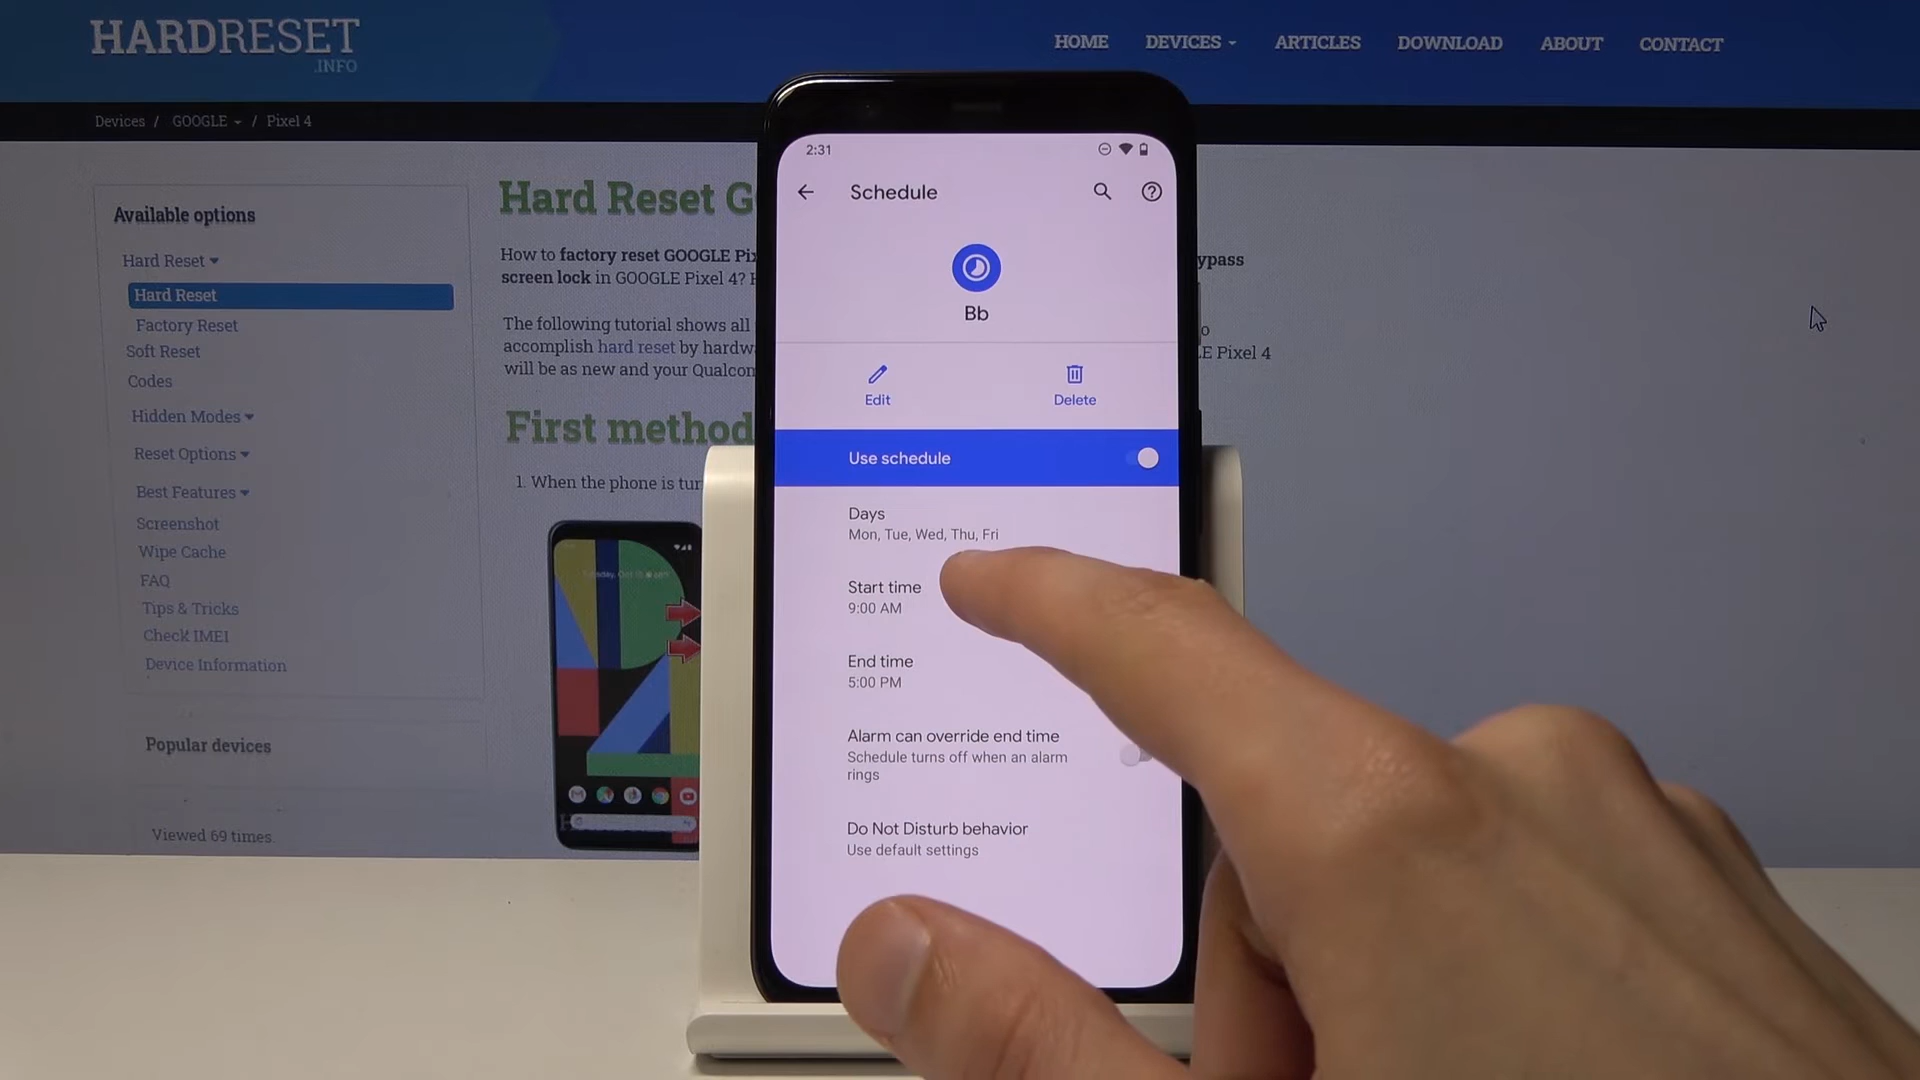 HARDRESET
.INFO
HOME DEVICES ARTICLES DOWNLOAD ABOUT CONTACT
Devices / GOOGLE / Pixel 4
Available options
Hard Reset
Hard Reset
Factory Reset
Soft Reset
Codes
Hidden Modes
Reset Options
Best Features
Screenshot
Wipe Cache
FAQ
Tips & Tricks
Check IMEI
Device Information
Popular devices
Viewed 69 times.
Hard Reset G
How to factory reset GOOGLE Pix
screen lock in GOOGLE Pixel 4? H
ypass
The following tutorial shows all
accomplish hard reset by hardwa
will be as new and your Qualcon
o
E Pixel 4
First method
1. When the phone is tur
2:31
Schedule
Bb
Edit
Delete
Use schedule
Days
Mon, Tue, Wed, Thu, Fri
Start time
9:00 AM
End time
5:00 PM
Alarm can override end time
Schedule turns off when an alarm
rings
Do Not Disturb behavior
Use default settings